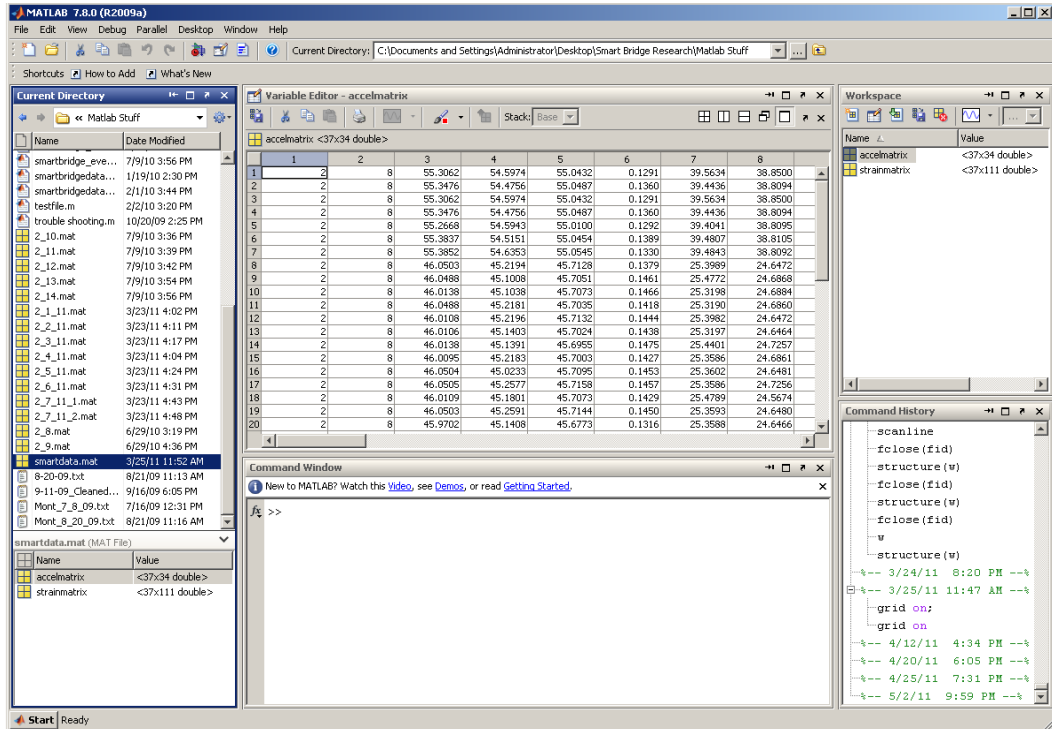 MATLAB 7.8.0 (R2009a)
File Edit View Debug Parallel Desktop Window Help
Current Directory: C:\Documents and Settings\Administrator\Desktop\Smart Bridge Research\Matlab Stuff
Shortcuts How to Add What's New
Current Directory
« Matlab Stuff
Name Date Modified
smartbridge_eve... 7/9/10 3:56 PM
smartbridgedata... 1/19/10 2:30 PM
smartbridgedata... 2/1/10 3:44 PM
testfile.m 2/2/10 3:20 PM
trouble shooting.m 10/20/09 2:25 PM
2_10.mat 7/9/10 3:36 PM
2_11.mat 7/9/10 3:39 PM
2_12.mat 7/9/10 3:42 PM
2_13.mat 7/9/10 3:54 PM
2_14.mat 7/9/10 3:56 PM
2_1_11.mat 3/23/11 4:02 PM
2_2_11.mat 3/23/11 4:11 PM
2_3_11.mat 3/23/11 4:17 PM
2_4_11.mat 3/23/11 4:04 PM
2_5_11.mat 3/23/11 4:24 PM
2_6_11.mat 3/23/11 4:31 PM
2_7_11_1.mat 3/23/11 4:43 PM
2_7_11_2.mat 3/23/11 4:48 PM
2_8.mat 6/29/10 3:19 PM
2_9.mat 6/29/10 4:36 PM
smartdata.mat 3/25/11 11:52 AM
8-20-09.txt 8/21/09 11:13 AM
9-11-09_Cleaned... 9/16/09 6:05 PM
Mont_7_8_09.txt 7/16/09 12:31 PM
Mont_8_20_09.txt 8/21/09 11:16 AM
smartdata.mat (MAT File)
Name Value
accelmatrix <37x34 double>
strainmatrix <37x111 double>
Variable Editor - accelmatrix
Stack: Base
accelmatrix <37x34 double>
1 2 3 4 5 6 7 8
1 2 8 55.3062 54.5974 55.0432 0.1291 39.5634 38.8500
2 2 8 55.3476 54.4756 55.0487 0.1360 39.4436 38.8094
3 2 8 55.3062 54.5974 55.0432 0.1291 39.5634 38.8500
4 2 8 55.3476 54.4756 55.0487 0.1360 39.4436 38.8094
5 2 8 55.2668 54.5943 55.0100 0.1292 39.4041 38.8095
6 2 8 55.3837 54.5151 55.0454 0.1389 39.4807 38.8105
7 2 8 55.3852 54.6353 55.0545 0.1330 39.4843 38.8092
8 2 8 46.0503 45.2194 45.7128 0.1379 25.3989 24.6472
9 2 8 46.0488 45.1008 45.7051 0.1461 25.4772 24.6868
10 2 8 46.0138 45.1038 45.7073 0.1466 25.3198 24.6884
11 2 8 46.0488 45.2181 45.7035 0.1418 25.3190 24.6860
12 2 8 46.0108 45.2196 45.7132 0.1444 25.3982 24.6472
13 2 8 46.0106 45.1403 45.7024 0.1438 25.3197 24.6464
14 2 8 46.0138 45.1391 45.6955 0.1475 25.4401 24.7257
15 2 8 46.0095 45.2183 45.7003 0.1427 25.3586 24.6861
16 2 8 46.0504 45.0233 45.7095 0.1453 25.3602 24.6481
17 2 8 46.0505 45.2577 45.7158 0.1457 25.3586 24.7256
18 2 8 46.0109 45.1801 45.7073 0.1429 25.4789 24.5674
19 2 8 46.0503 45.2591 45.7144 0.1450 25.3593 24.6480
20 2 8 45.9702 45.1408 45.6773 0.1316 25.3588 24.6466
Command Window
New to MATLAB? Watch this Video, see Demos, or read Getting Started.
fx >>
Workspace
Name Value
accelmatrix <37x34 double>
strainmatrix <37x111 double>
Command History
scanline
fclose(fid)
structure(w)
fclose(fid)
structure(w)
fclose(fid)
w
structure(w)
%-- 3/24/11 8:20 PM --%
%-- 3/25/11 11:47 AM --%
grid on;
grid on
%-- 4/12/11 4:34 PM --%
%-- 4/20/11 6:05 PM --%
%-- 4/25/11 7:31 PM --%
%-- 5/2/11 9:59 PM --%
Start Ready